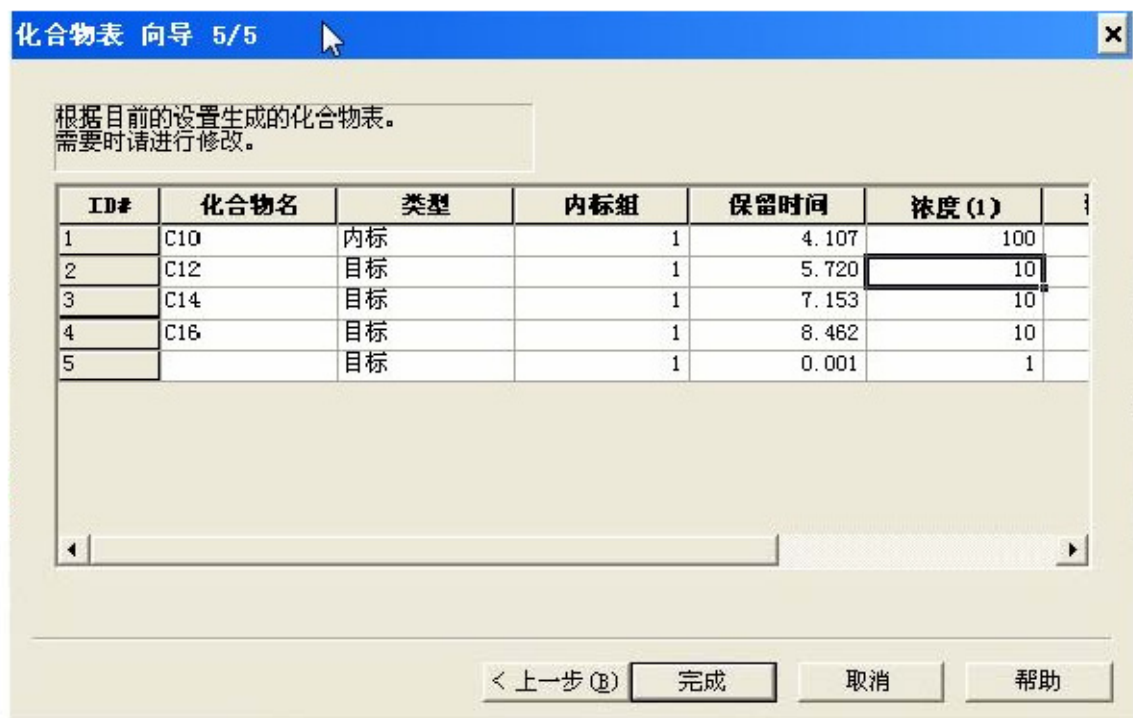 化合物表 向导 5/5
根据目前的设置生成的化合物表。
需要时请进行修改。
ID# 化合物名 类型 内标组 保留时间 浓度(1)
1 C10 内标 1 4.107 100
2 C12 目标 1 5.720 10
3 C14 目标 1 7.153 10
4 C16 目标 1 8.462 10
5 目标 1 0.001 1
< 上一步(B) 完成 取消 帮助